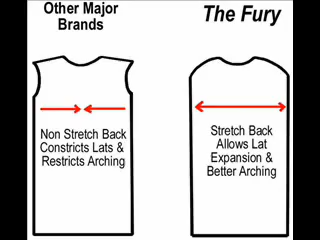 Other Major
Brands
The Fury
Non Stretch Back
Constricts Lats &
Restricts Arching
Stretch Back
Allows Lat
Expansion &
Better Arching